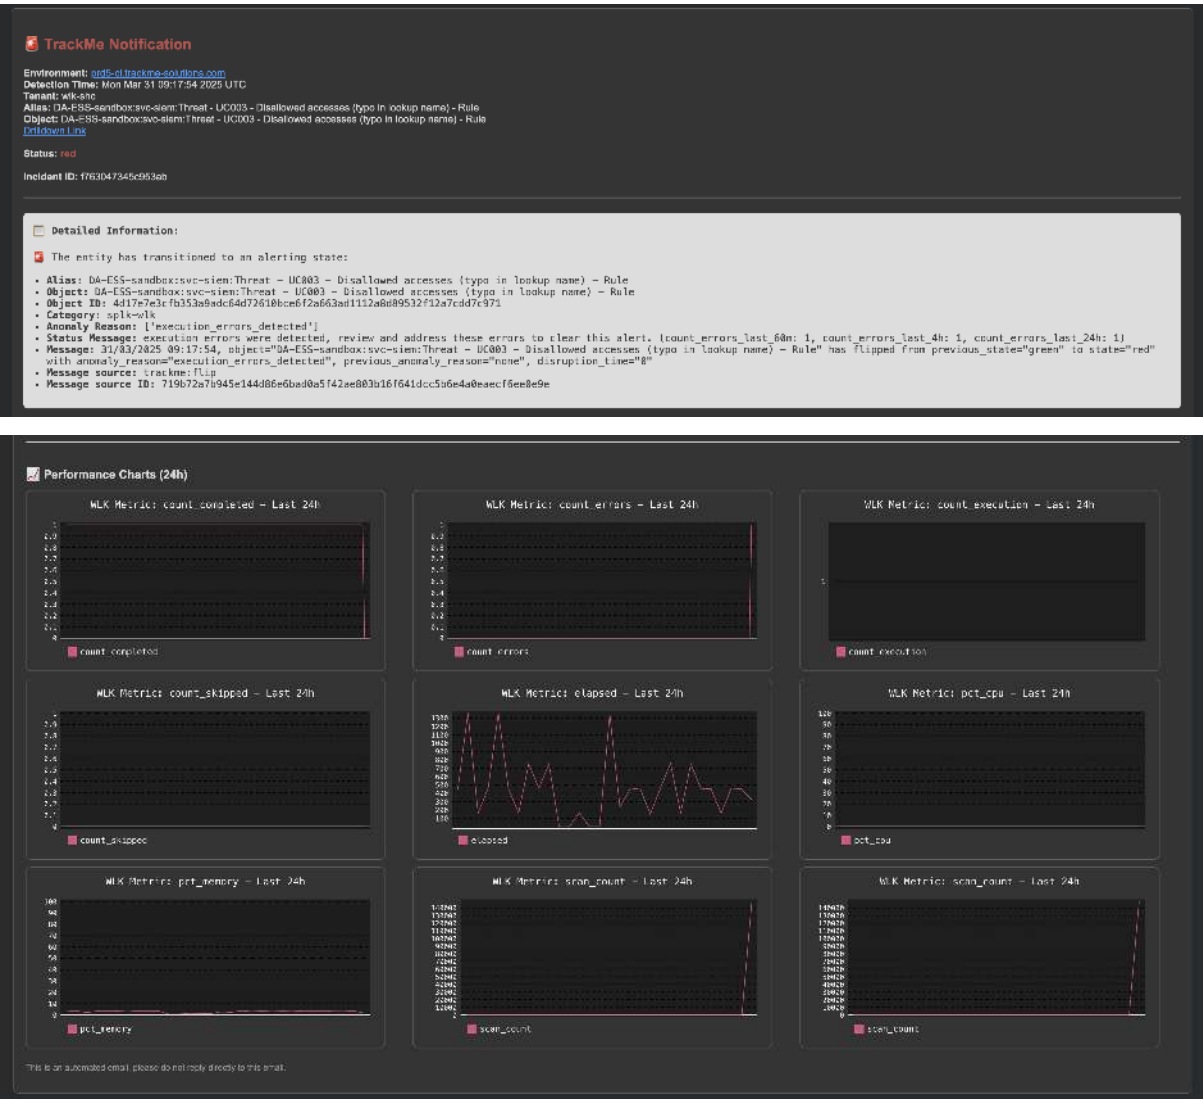 🚨 TrackMe Notification
Environment: prd5-cl.trackme-solutions.com
Detection Time: Mon Mar 31 09:17:54 2025 UTC
Tenant: wlk-shc
Alias: DA-ESS-sandbox:svc-siem:Threat - UC003 - Disallowed accesses (typo in lookup name) - Rule
Object: DA-ESS-sandbox:svc-siem:Threat - UC003 - Disallowed accesses (typo in lookup name) - Rule
Drilldown Link
Status: red
Incident ID: f763047345c953ab
Detailed Information:
🚨 The entity has transitioned to an alerting state:
• Alias: DA-ESS-sandbox:svc-siem:Threat - UC003 - Disallowed accesses (typo in lookup name) - Rule
• Object: DA-ESS-sandbox:svc-siem:Threat - UC003 - Disallowed accesses (typo in lookup name) - Rule
• Object ID: 4d17e7e3cfb353a9adc64d72610bce6f2a663ad1112a8d89532f12a7cdd7c971
• Category: splk-wlk
• Anomaly Reason: ['execution_errors_detected']
• Status Message: execution errors were detected, review and address these errors to clear this alert. (count_errors_last_60m: 1, count_errors_last_4h: 1, count_errors_last_24h: 1)
• Message: 31/03/2025 09:17:54, object="DA-ESS-sandbox:svc-siem:Threat - UC003 - Disallowed accesses (typo in lookup name) - Rule" has flipped from previous_state="green" to state="red"
with anomaly_reason="execution_errors_detected", previous_anomaly_reason="none", disruption_time="0"
• Message source: trackme:flip
• Message source ID: 719b72a7b945e144d86e6bad0a5f42ae803b16f641dcc5b6e4a0eaecf6ee0e9e
Performance Charts (24h)
WLK Metric: count_completed - Last 24h
count_completed
WLK Metric: count_errors - Last 24h
count_errors
WLK Metric: count_execution - Last 24h
count_execution
WLK Metric: count_skipped - Last 24h
count_skipped
WLK Metric: elapsed - Last 24h
elapsed
WLK Metric: pct_cpu - Last 24h
pct_cpu
WLK Metric: pct_memory - Last 24h
pct_memory
WLK Metric: scan_count - Last 24h
scan_count
WLK Metric: scan_count - Last 24h
scan_count
This is an automated email, please do not reply directly to this email.